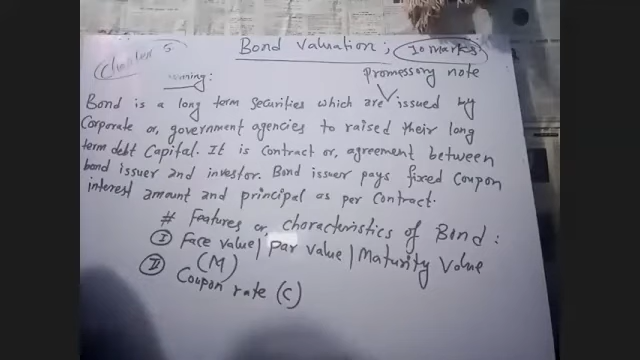 Chapter 5
Bond Valuation; 10 marks
Meaning:
promessory note
Bond is a long term securities which are issued by
Corporate or, government agencies to raised their long
term debt Capital. It is contract or, agreement between
bond issuer and investor. Bond issuer pays fixed Coupon
interest amount and principal as per Contract.
# Features or, choracteristics of Bond:
I Face value / Par value / Maturity Value
(M)
II Coupon rate (C)